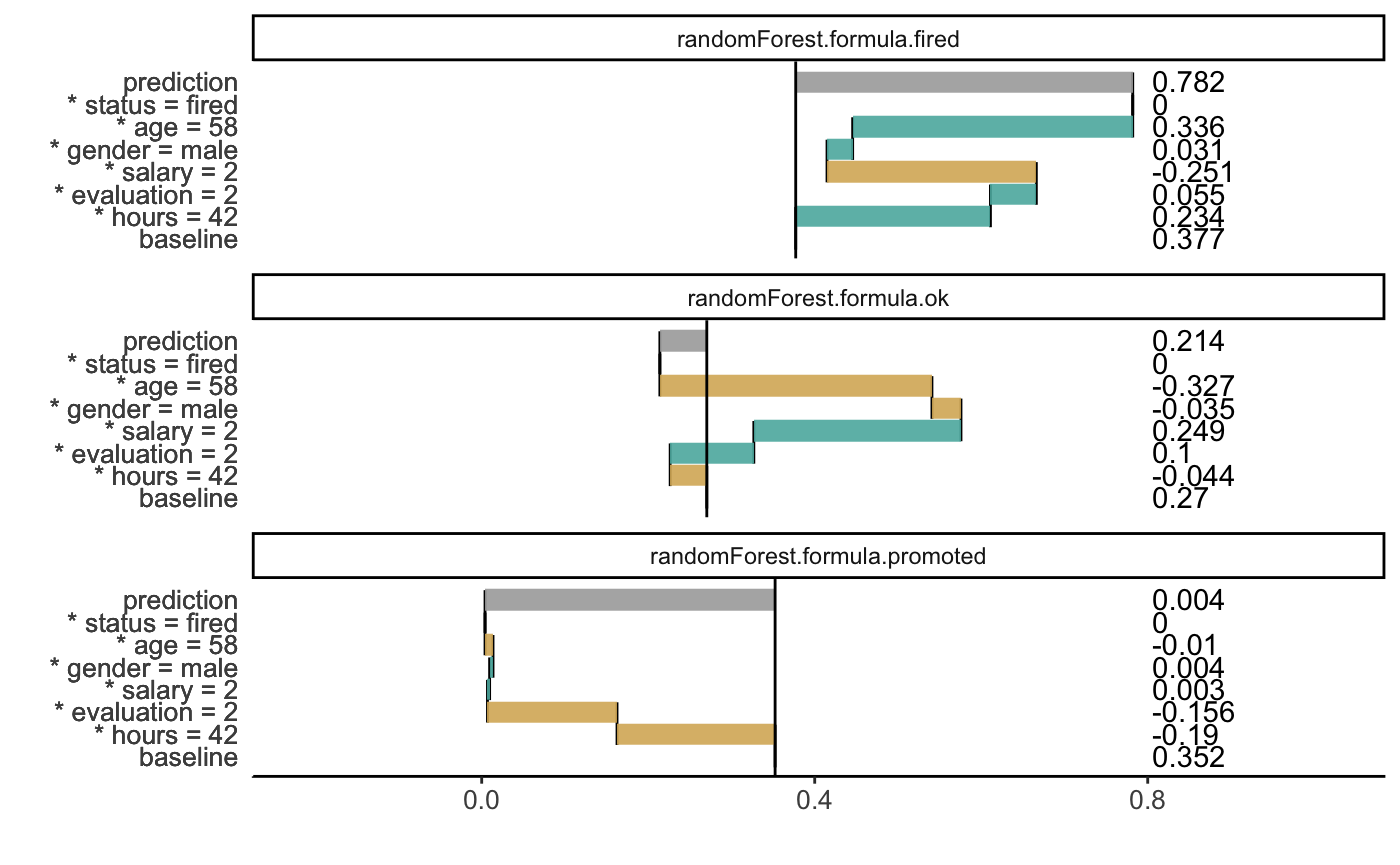 randomForest.formula.fired
prediction 0.782
* status = fired 0
* age = 58 0.336
* gender = male 0.031
* salary = 2 -0.251
* evaluation = 2 0.055
* hours = 42 0.234
baseline 0.377
randomForest.formula.ok
prediction 0.214
* status = fired 0
* age = 58 -0.327
* gender = male -0.035
* salary = 2 0.249
* evaluation = 2 0.1
* hours = 42 -0.044
baseline 0.27
randomForest.formula.promoted
prediction 0.004
* status = fired 0
* age = 58 -0.01
* gender = male 0.004
* salary = 2 0.003
* evaluation = 2 -0.156
* hours = 42 -0.19
baseline 0.352
0.0 0.4 0.8